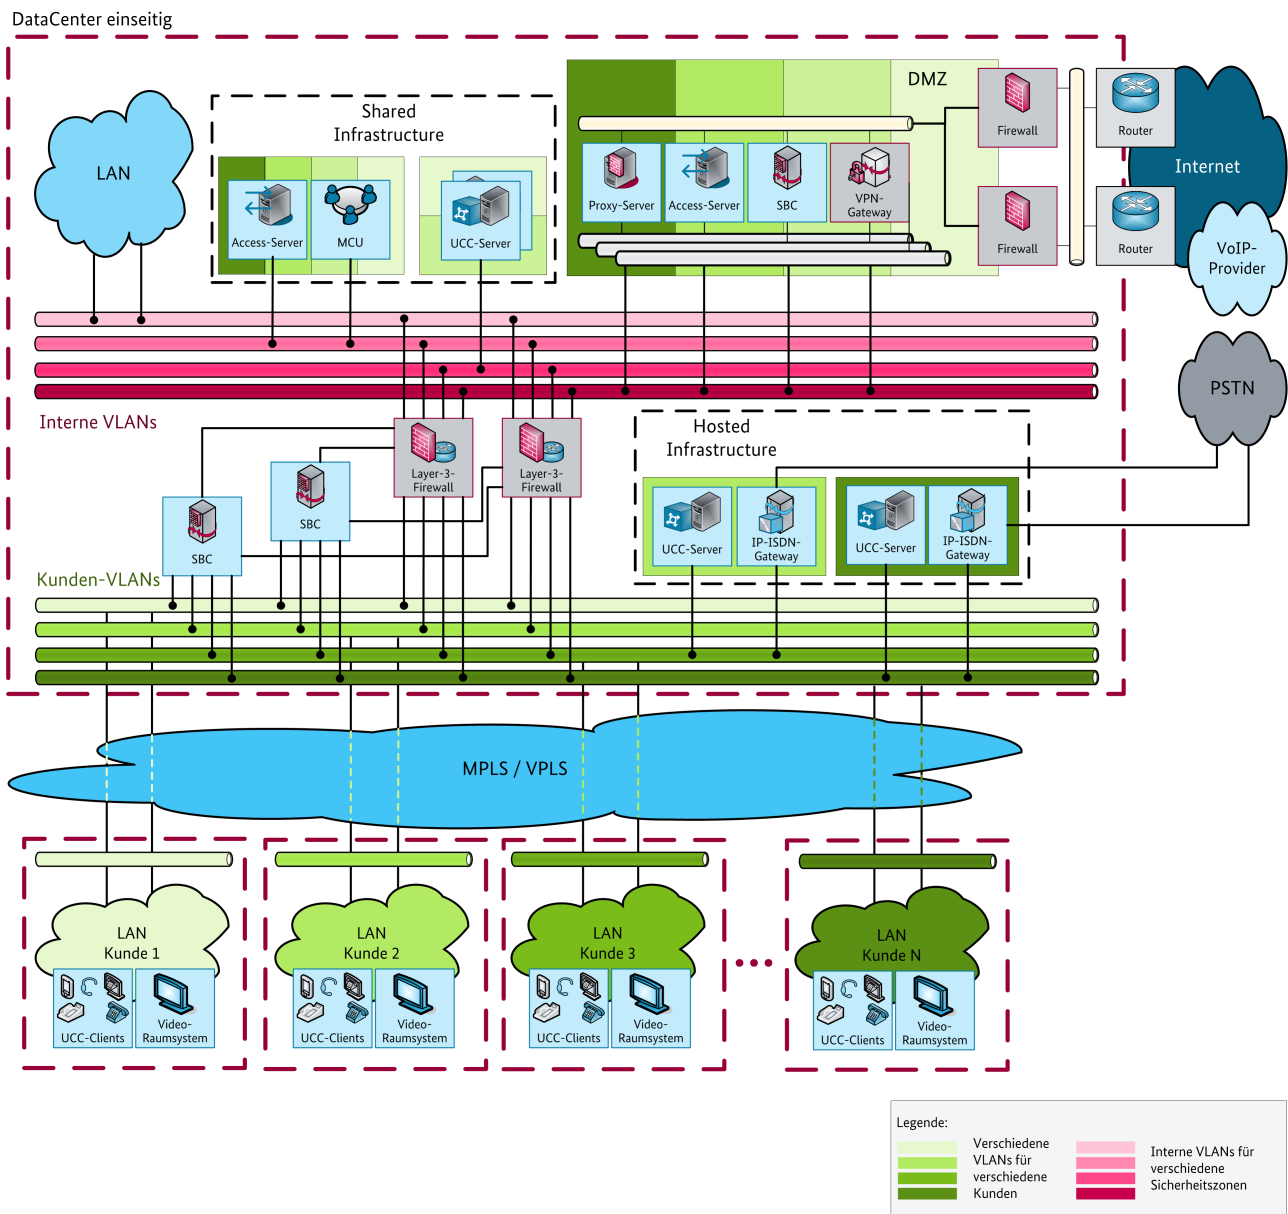 DataCenter einseitig
LAN
Shared
Infrastructure
Access-Server
MCU
UCC-Server
DMZ
Proxy-Server
Access-Server
SBC
VPN-
Gateway
Firewall
Router
Internet
Firewall
Router
VoIP-
Provider
PSTN
Interne VLANs
Layer-3-
Firewall
Layer-3-
Firewall
SBC
SBC
Hosted
Infrastructure
UCC-Server
IP-ISDN-
Gateway
UCC-Server
IP-ISDN-
Gateway
Kunden-VLANs
MPLS / VPLS
LAN
Kunde 1
UCC-Clients
Video-
Raumsystem
LAN
Kunde 2
UCC-Clients
Video-
Raumsystem
LAN
Kunde 3
UCC-Clients
Video-
Raumsystem
LAN
Kunde N
UCC-Clients
Video-
Raumsystem
Legende:
Verschiedene
VLANs für
verschiedene
Kunden
Interne VLANs für
verschiedene
Sicherheitszonen